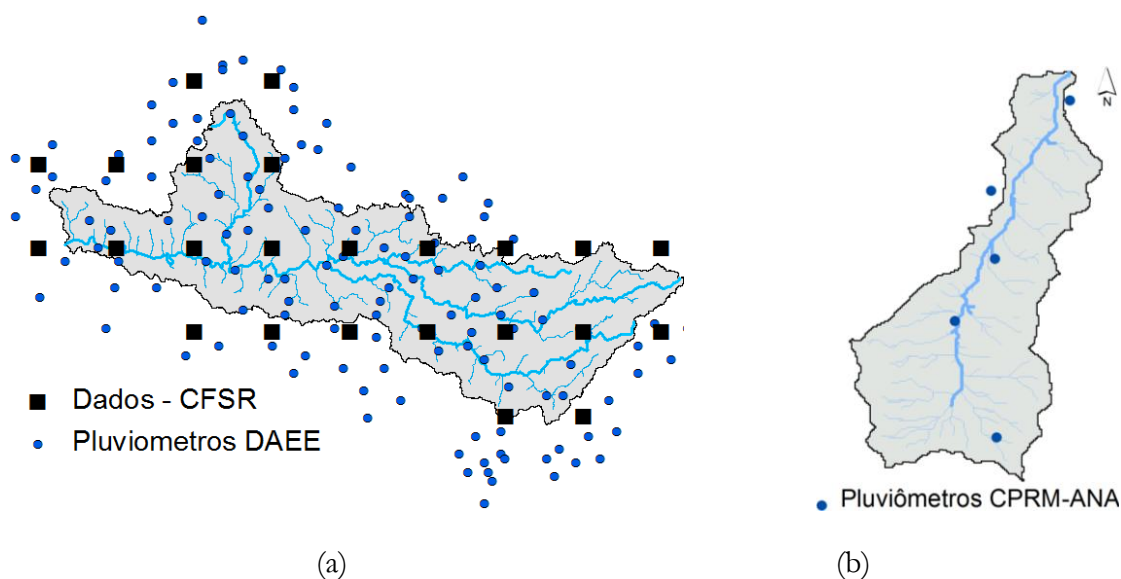 N
Dados - CFSR
Pluviometros DAEE
Pluviômetros CPRM-ANA
(a)
(b)